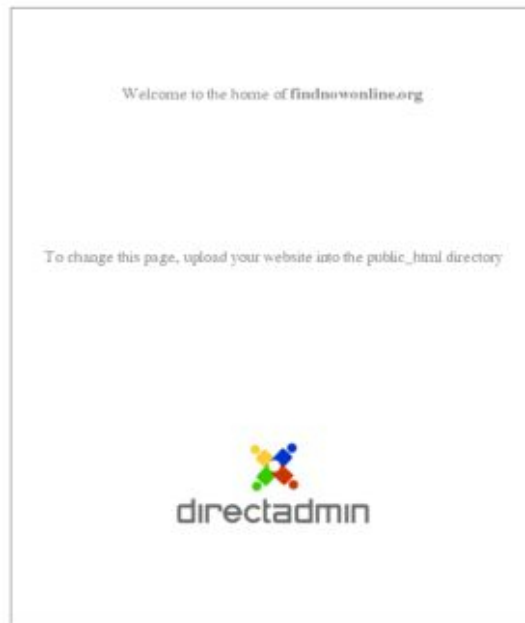 Welcome to the home of findnowonline.org
To change this page, upload your website into the public_html directory
directadmin